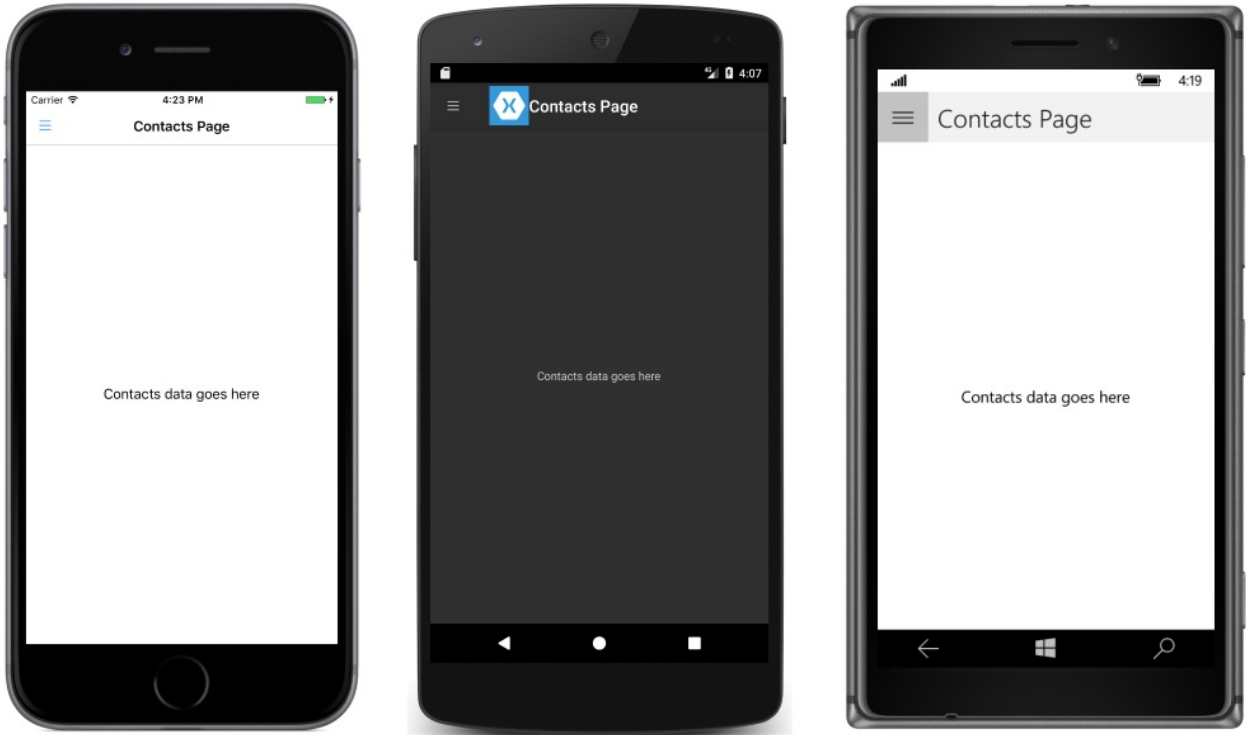 Carrier 4:23 PM
Contacts Page
Contacts data goes here
4G 4:07
Contacts Page
Contacts data goes here
4:19
Contacts Page
Contacts data goes here